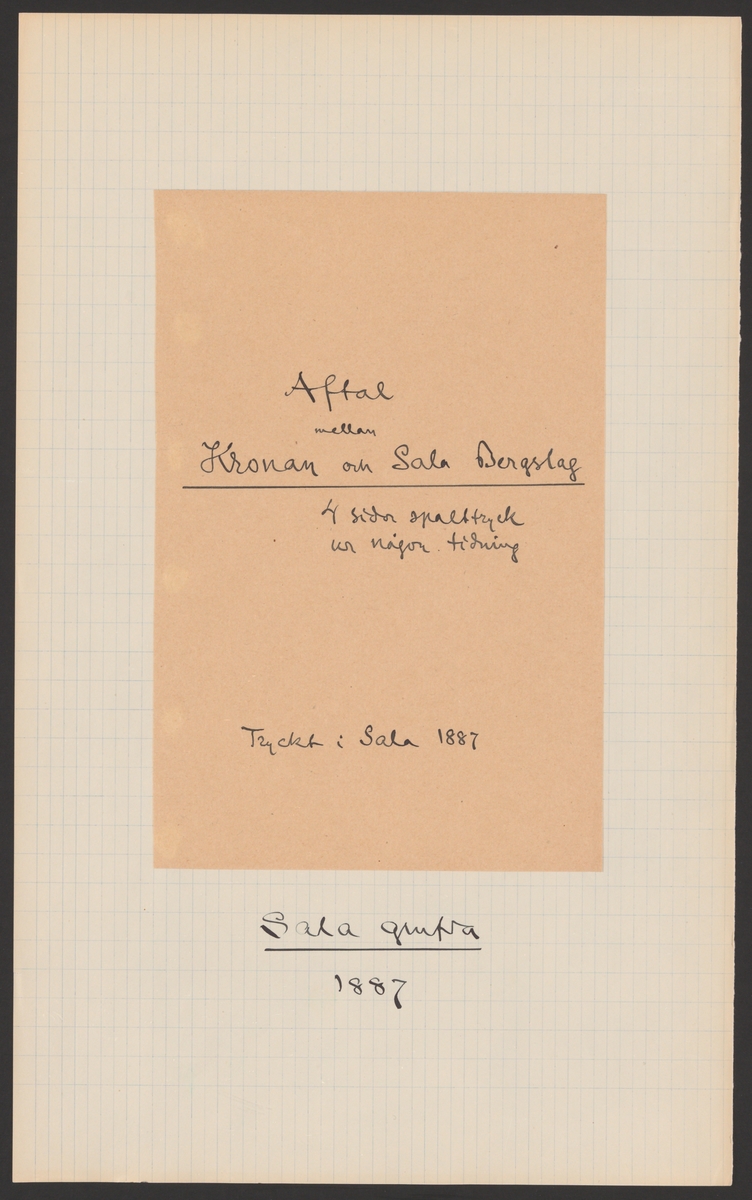 Aftal
mellan
Kronan och Sala Bergslag
4 sidor spalttryck
ur någon tidning
Tryckt i Sala 1887
Sala grufva
1887